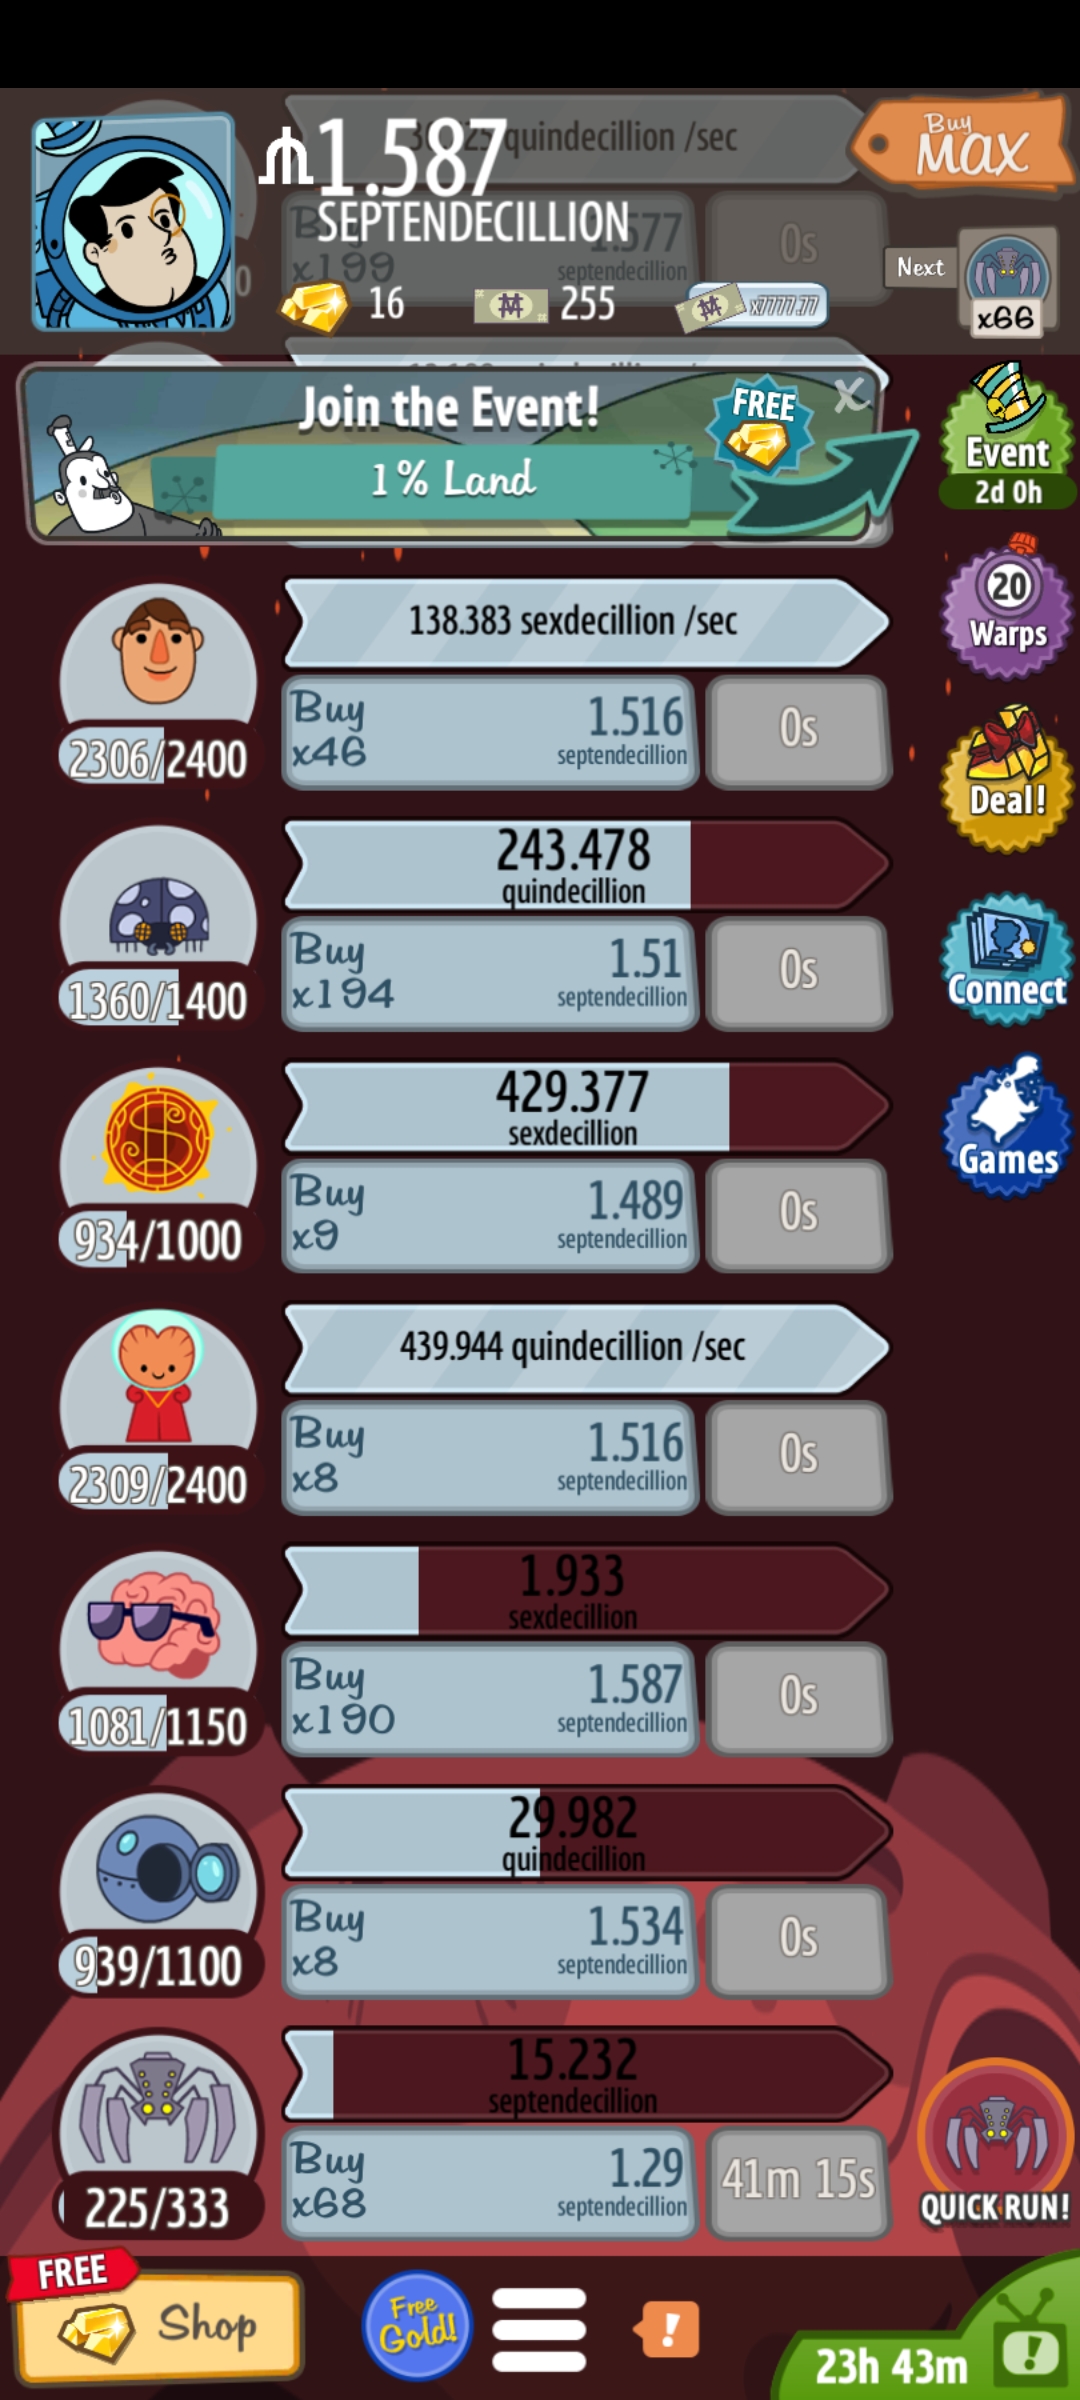 1.587
SEPTENDECILLION
quindecillion /sec
Buy
MAX
Buy
x199
1.577
septendecillion
0s
Next
x66
16
255
x7777.77
Join the Event!
1% Land
FREE
X
Event
2d 0h
138.383 sexdecillion /sec
Buy
x46
1.516
septendecillion
0s
2306/2400
20
Warps
243.478
quindecillion
Buy
x194
1.51
septendecillion
0s
1360/1400
Deal!
429.377
sexdecillion
Buy
x9
1.489
septendecillion
0s
934/1000
Connect
Games
439.944 quindecillion /sec
Buy
x8
1.516
septendecillion
0s
2309/2400
1.933
sexdecillion
Buy
x190
1.587
septendecillion
0s
1081/1150
29.982
quindecillion
Buy
x8
1.534
septendecillion
0s
939/1100
15.232
septendecillion
Buy
x68
1.29
septendecillion
41m 15s
225/333
QUICK RUN!
FREE
Shop
Free
Gold!
!
23h 43m
!